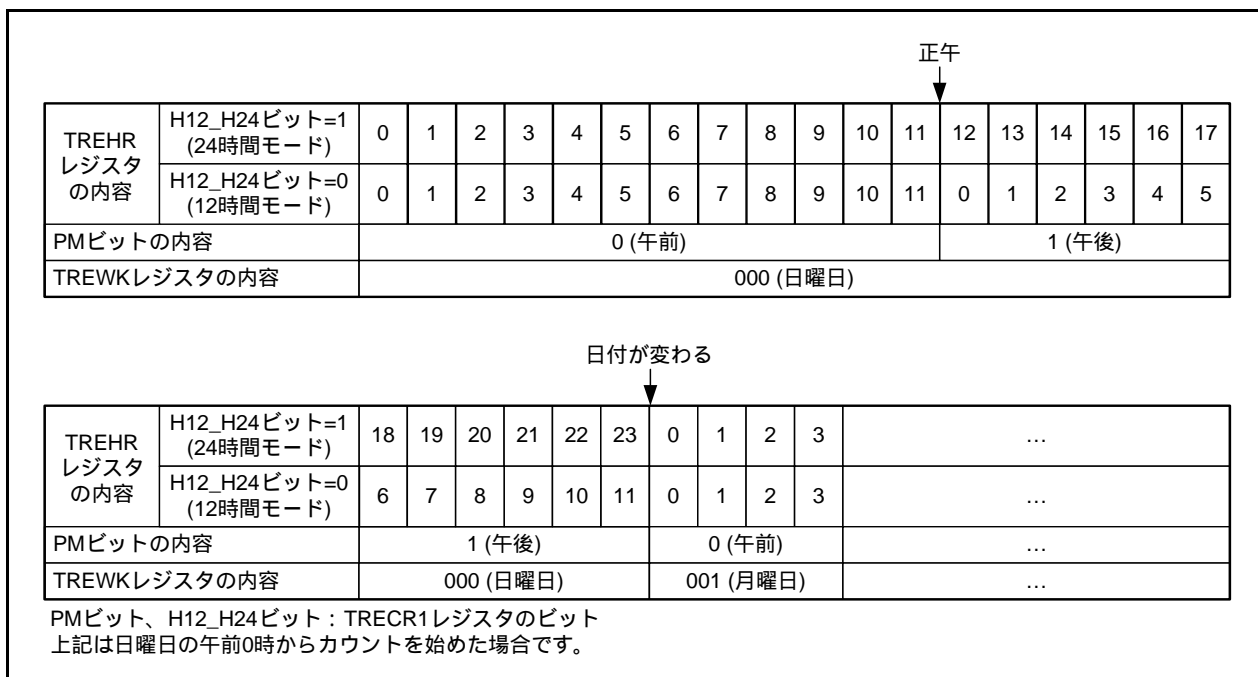 正午
TREHRレジスタの内容 H12_H24ビット=1 (24時間モード) 0 1 2 3 4 5 6 7 8 9 10 11 12 13 14 15 16 17
H12_H24ビット=0 (12時間モード) 0 1 2 3 4 5 6 7 8 9 10 11 0 1 2 3 4 5
PMビットの内容 0 (午前) 1 (午後)
TREWKレジスタの内容 000 (日曜日)
日付が変わる
TREHRレジスタの内容 H12_H24ビット=1 (24時間モード) 18 19 20 21 22 23 0 1 2 3 …
H12_H24ビット=0 (12時間モード) 6 7 8 9 10 11 0 1 2 3 …
PMビットの内容 1 (午後) 0 (午前) …
TREWKレジスタの内容 000 (日曜日) 001 (月曜日) …
PMビット、H12_H24ビット：TRECR1レジスタのビット
上記は日曜日の午前0時からカウントを始めた場合です。